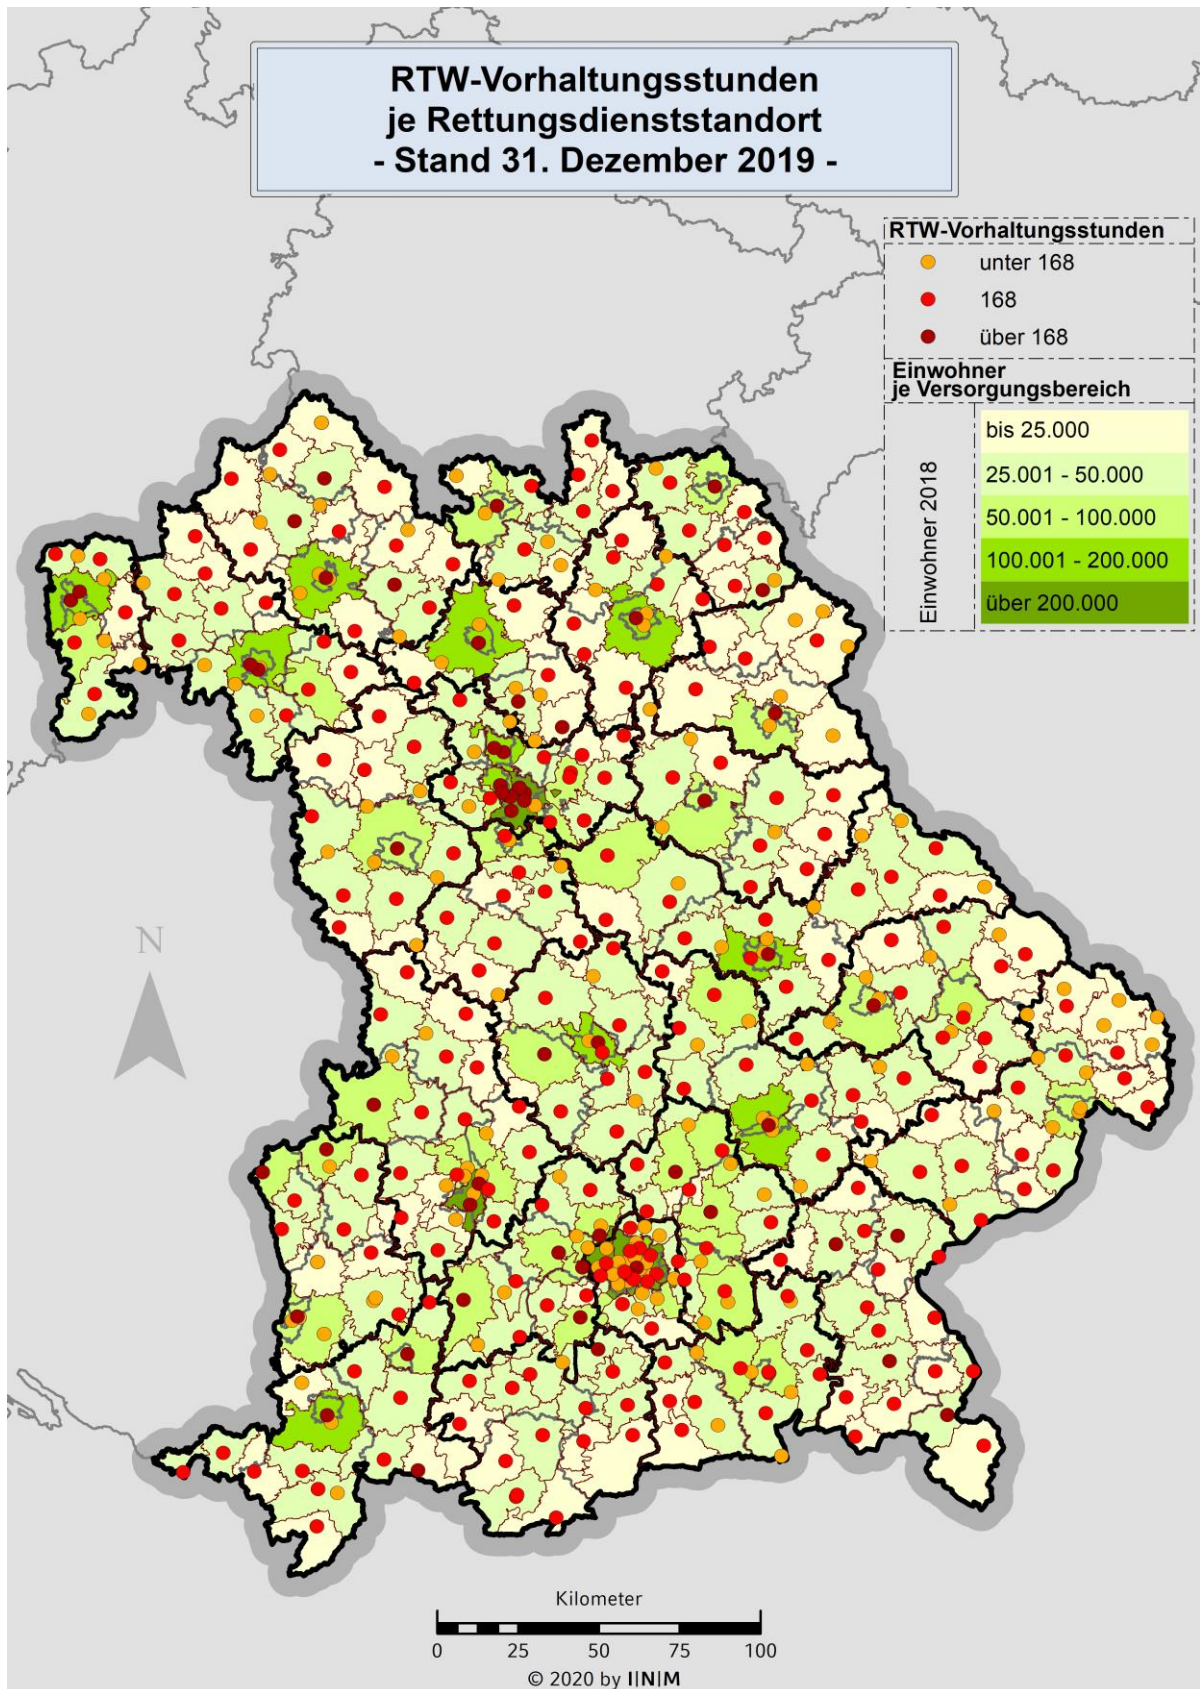 RTW-Vorhaltungsstunden
je Rettungsdienststandort
- Stand 31. Dezember 2019 -
RTW-Vorhaltungsstunden
unter 168
168
über 168
Einwohner
je Versorgungsbereich
Einwohner 2018
bis 25.000
25.001 - 50.000
50.001 - 100.000
100.001 - 200.000
über 200.000
N
Kilometer
0 25 50 75 100
© 2020 by I|N|M